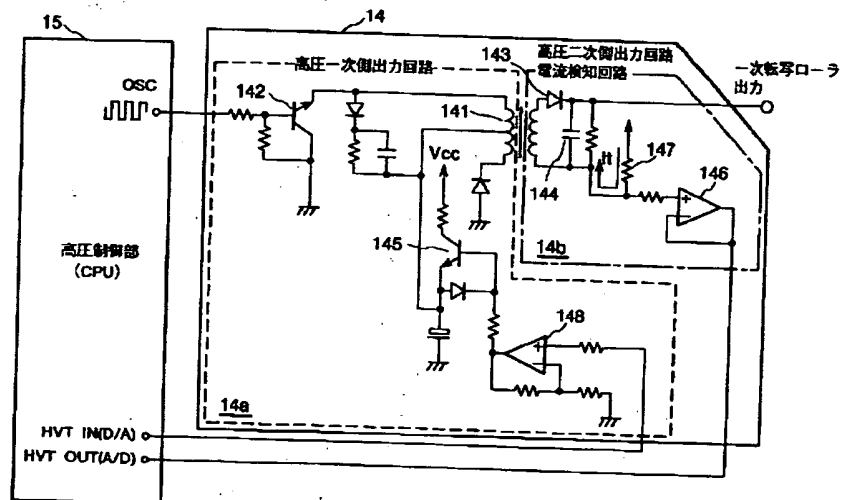 15
14
OSC
高圧一次側出力回路
142
141
143
高圧二次側出力回路
電流検知回路
一次転写ローラ
出力
Vcc
144
It
147
146
145
14b
高圧制御部
(CPU)
148
14a
HVT IN(D/A)
HVT OUT(A/D)